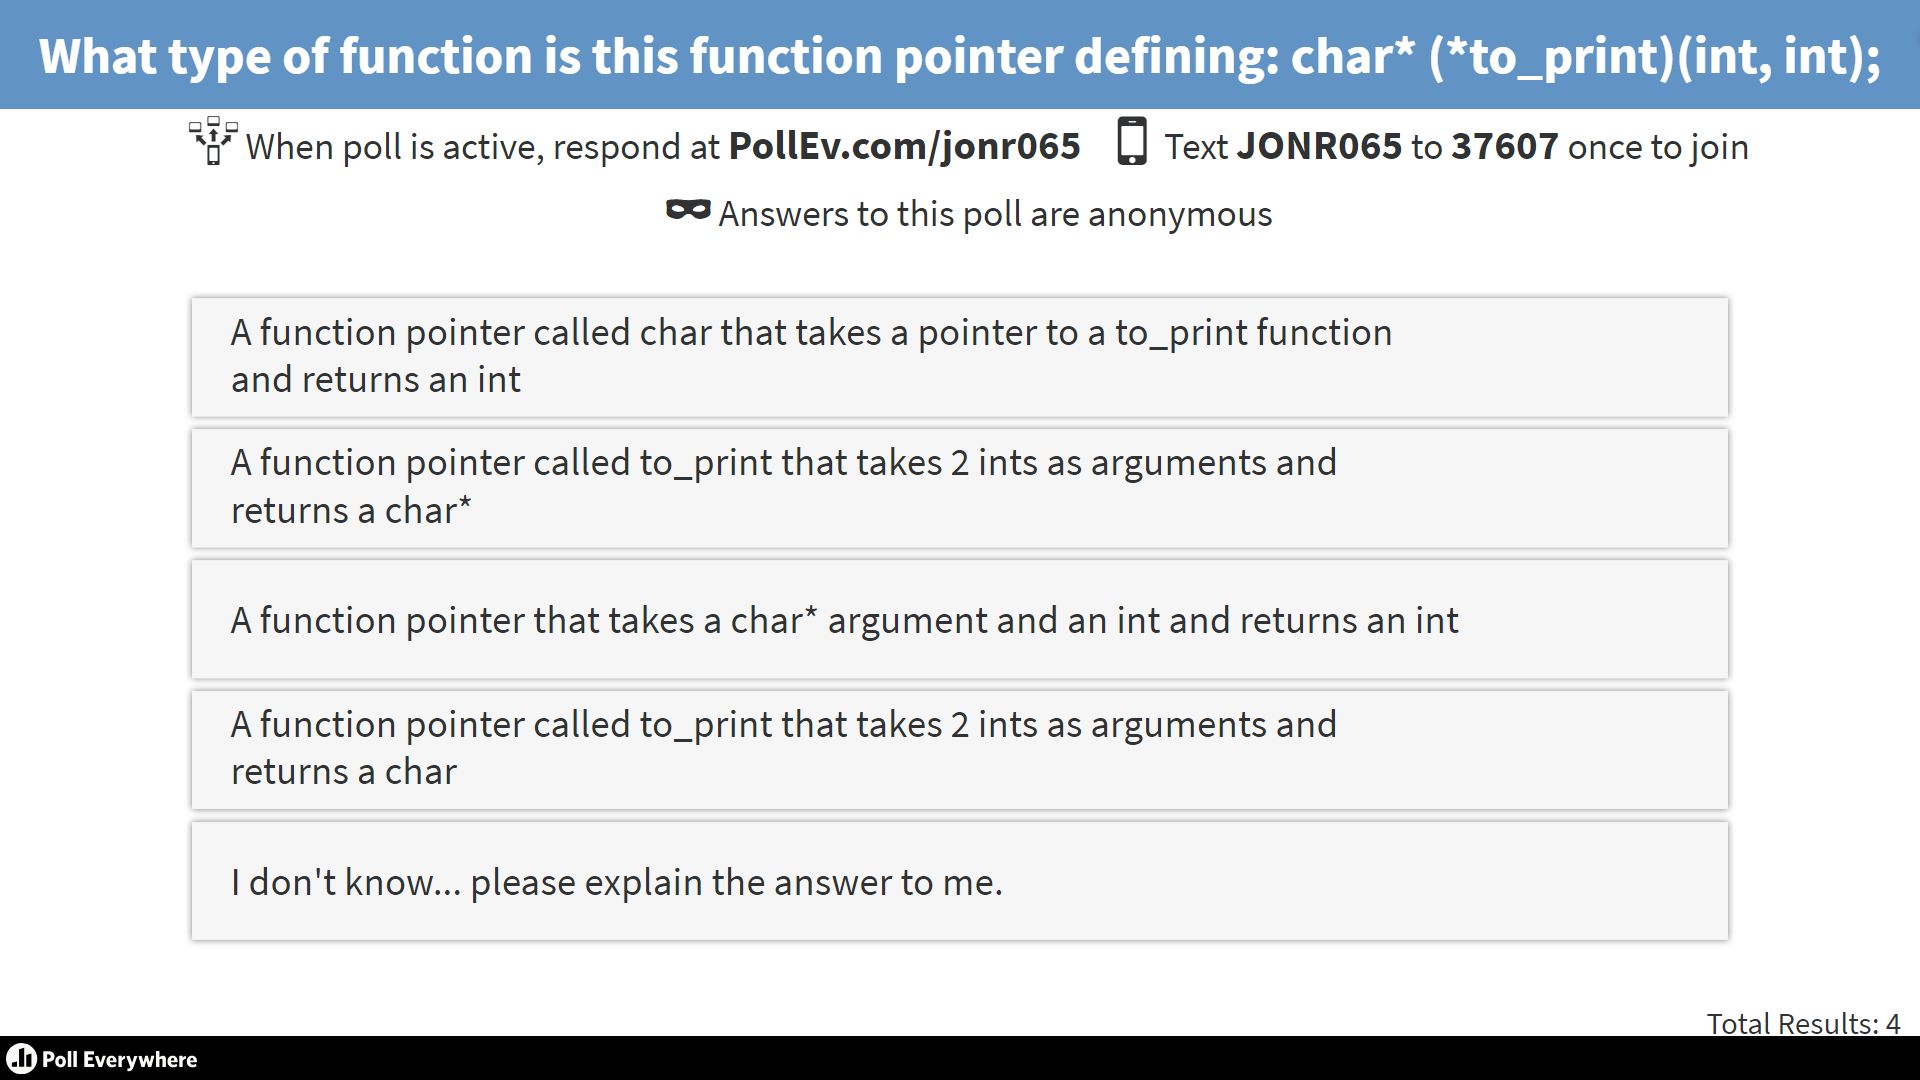 What type of function is this function pointer defining: char* (*to_print)(int, int);
When poll is active, respond at PollEv.com/jonr065 Text JONR065 to 37607 once to join
Answers to this poll are anonymous
A function pointer called char that takes a pointer to a to_print function
and returns an int
A function pointer called to_print that takes 2 ints as arguments and
returns a char*
A function pointer that takes a char* argument and an int and returns an int
A function pointer called to_print that takes 2 ints as arguments and
returns a char
I don't know... please explain the answer to me.
Total Results: 4
Poll Everywhere